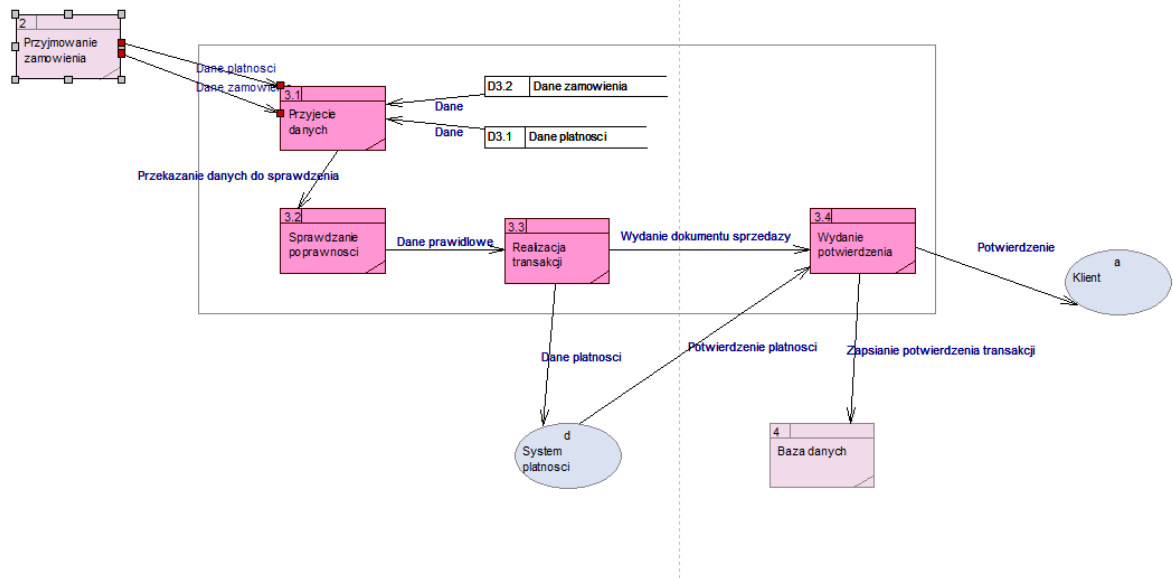 2
Przyjmowanie
zamowienia
Dane platnosci
Dane zamowienia
3.1
Przyjecie
danych
D3.2 Dane zamowienia
Dane
D3.1 Dane platnosci
Dane
Przekazanie danych do sprawdzenia
3.2
Sprawdzanie
poprawnosci
Dane prawidlowe
3.3
Realizacja
transakcji
Wydanie dokumentu sprzedazy
3.4
Wydanie
potwierdzenia
Potwierdzenie
a
Klient
Dane platnosci
Potwierdzenie platnosci
Zapsianie potwierdzenia transakcji
d
System
platnosci
4
Baza danych